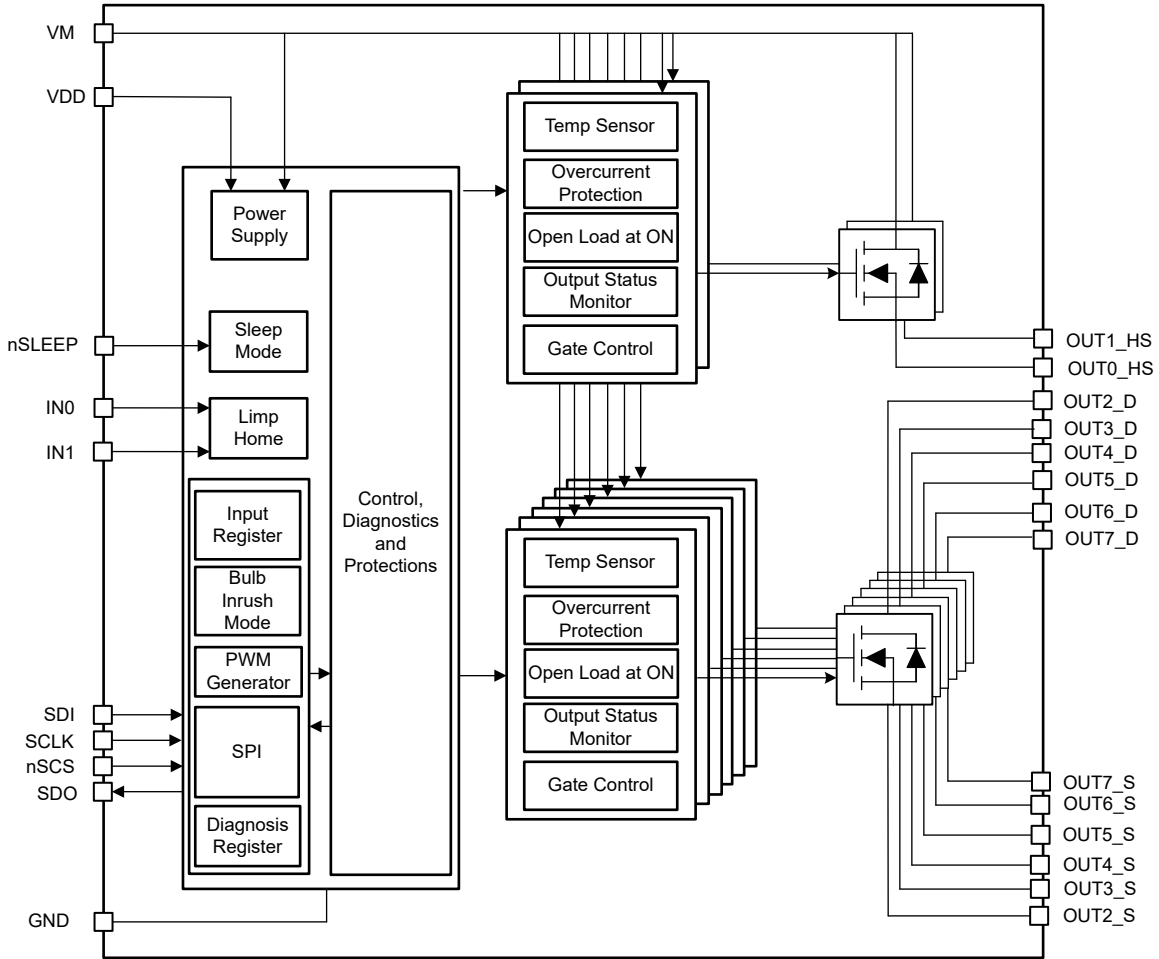 VM
VDD
nSLEEP
IN0
IN1
SDI
SCLK
nSCS
SDO
GND
Power
Supply
Sleep
Mode
Limp
Home
Input
Register
Bulb
Inrush
Mode
PWM
Generator
SPI
Diagnosis
Register
Control,
Diagnostics
and
Protections
Temp Sensor
Overcurrent
Protection
Open Load at ON
Output Status
Monitor
Gate Control
Temp Sensor
Overcurrent
Protection
Open Load at ON
Output Status
Monitor
Gate Control
OUT1_HS
OUT0_HS
OUT2_D
OUT3_D
OUT4_D
OUT5_D
OUT6_D
OUT7_D
OUT7_S
OUT6_S
OUT5_S
OUT4_S
OUT3_S
OUT2_S